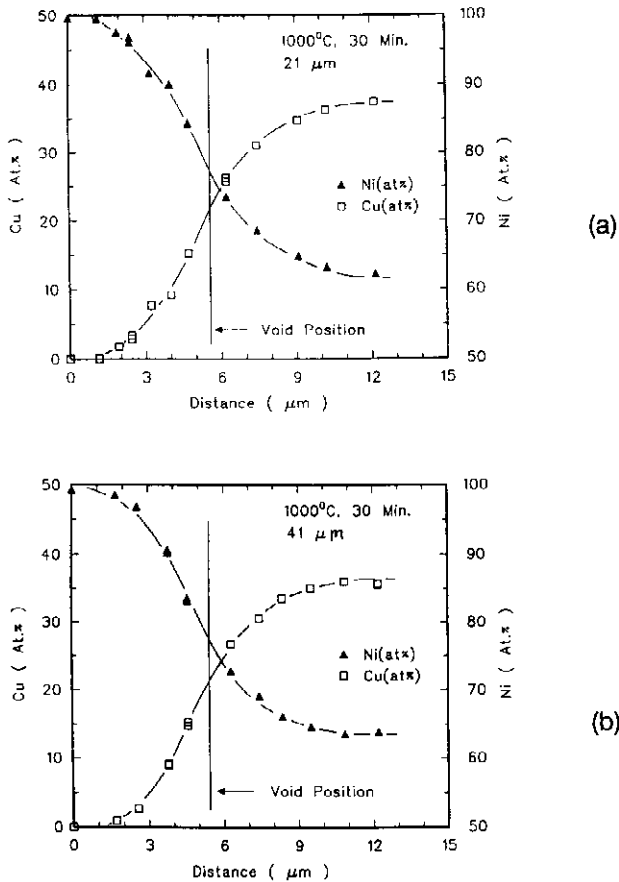 50
40
30
20
10
0
Cu ( At.% )
100
90
80
70
60
50
Ni ( At.% )
1000⁰C, 30 Min.
21 μm
▲ Ni(at%)
□ Cu(at%)
Void Position
0 3 6 9 12 15
Distance ( μm )
(a)
50
40
30
20
10
0
Cu ( At.% )
100
90
80
70
60
50
Ni ( At.% )
1000⁰C, 30 Min.
41 μm
▲ Ni(at%)
□ Cu(at%)
Void Position
0 3 6 9 12 15
Distance ( μm )
(b)